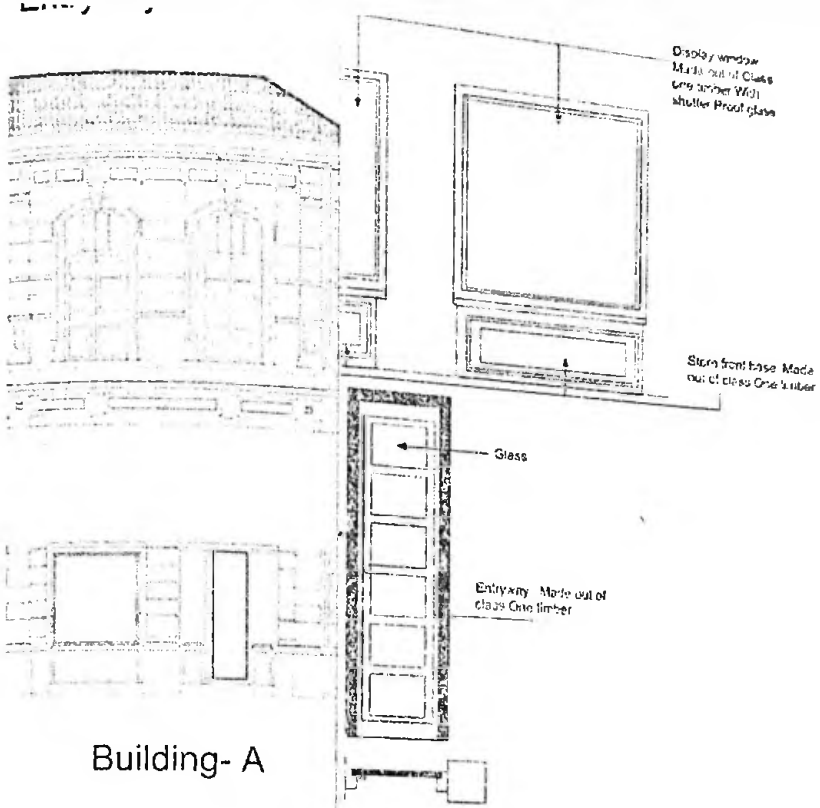 Display window
Made out of Class
one timber With
shutter Proof glase
Store front base Made
out of class One timber
Glass
Entryway Made out of
class One timber
Building- A